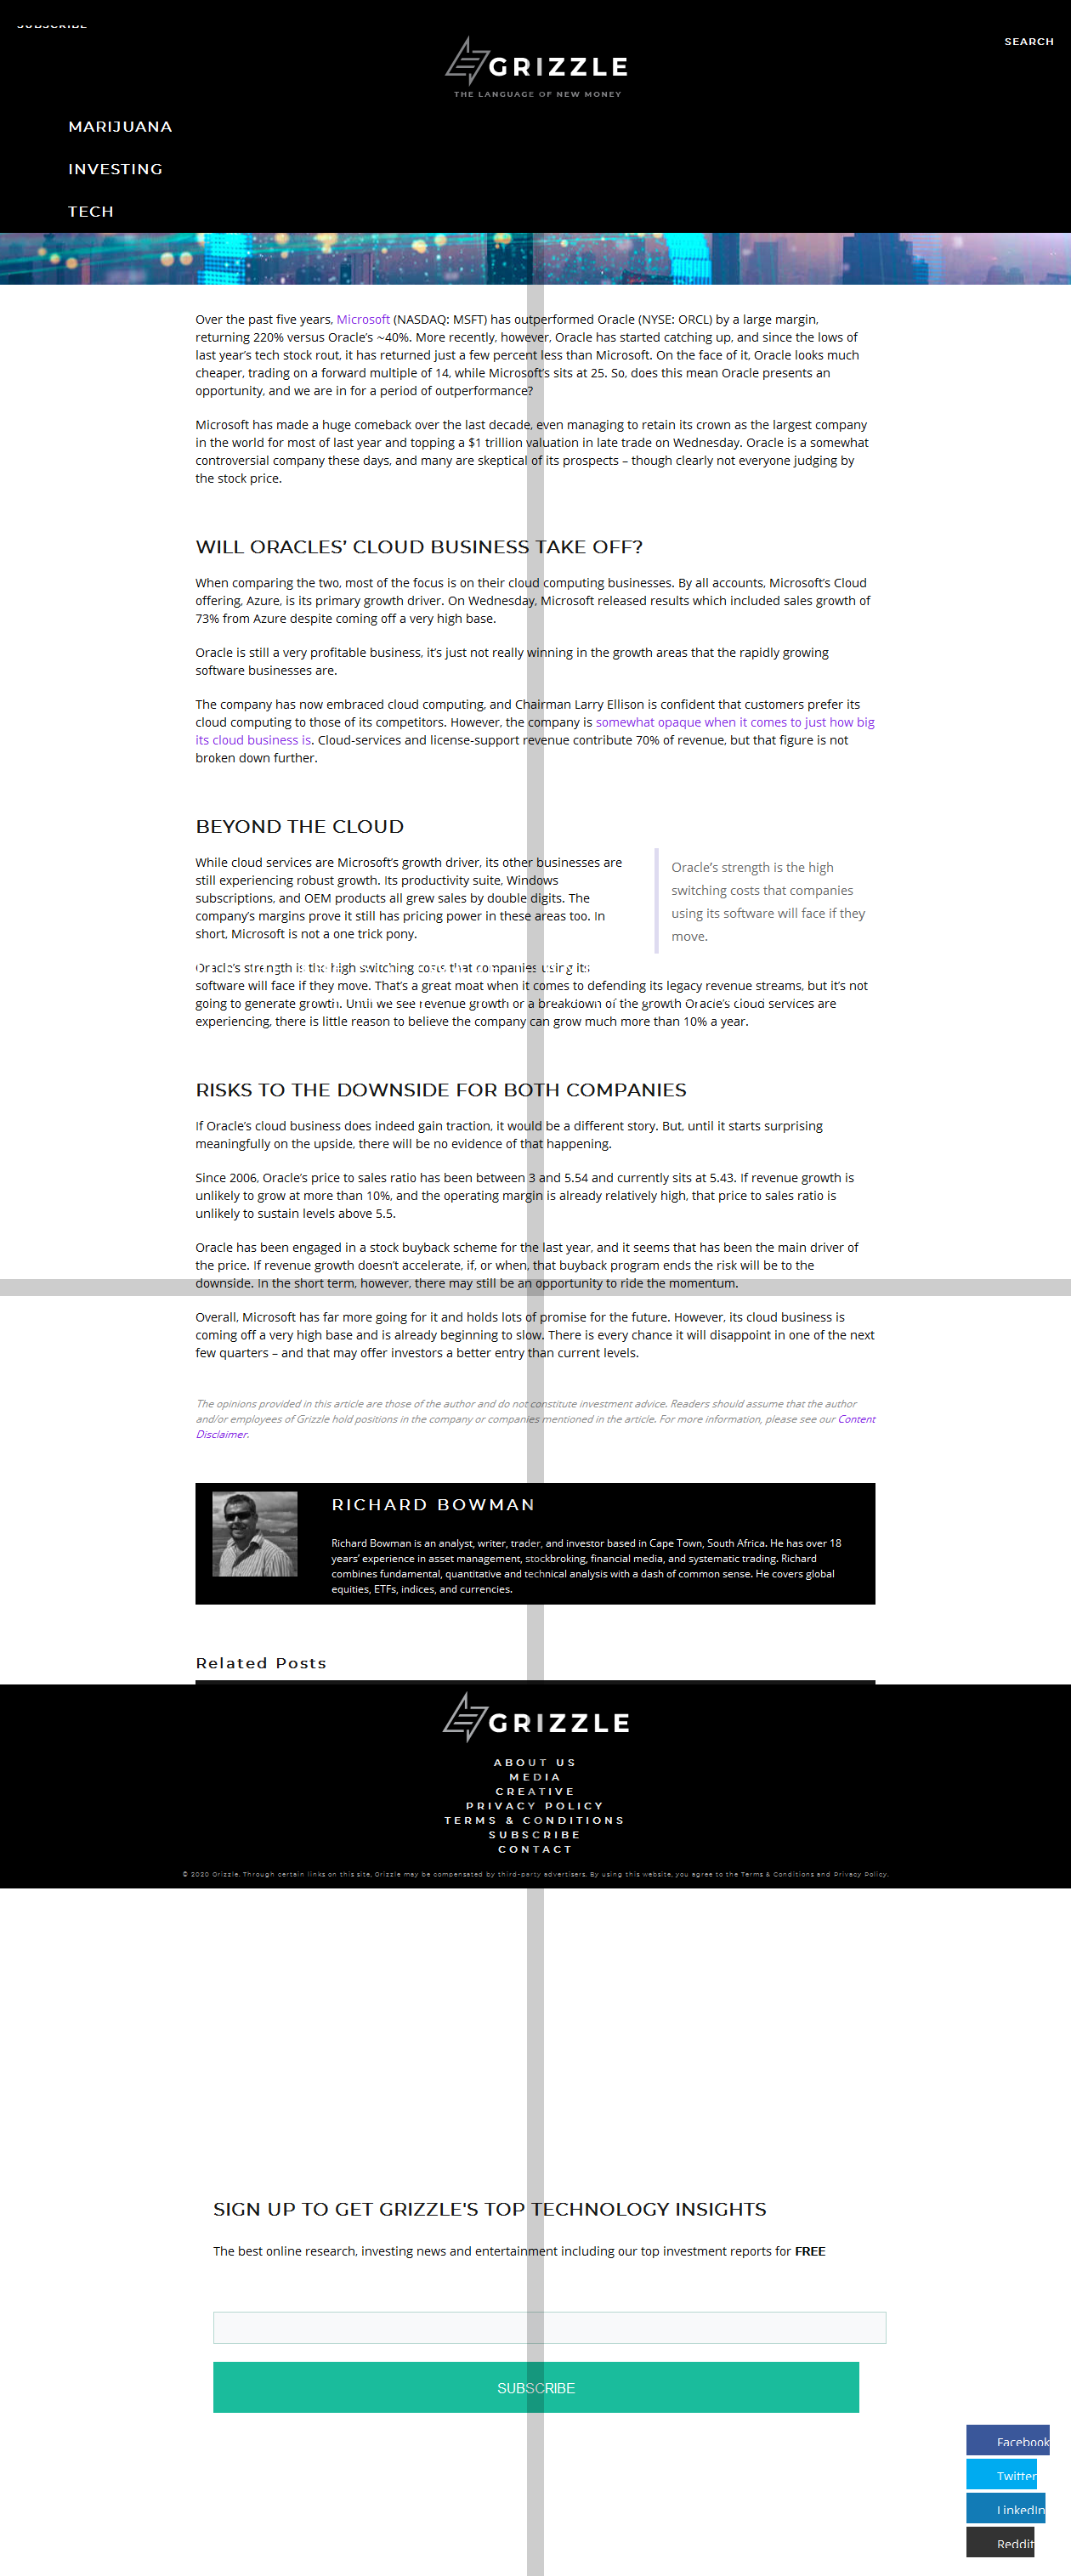 SUBSCRIBE
SEARCH
GRIZZLE
THE LANGUAGE OF NEW MONEY
MARIJUANA
INVESTING
TECH
Over the past five years, Microsoft (NASDAQ: MSFT) has outperformed Oracle (NYSE: ORCL) by a large margin,
returning 220% versus Oracle’s ~40%. More recently, however, Oracle has started catching up, and since the lows of
last year’s tech stock rout, it has returned just a few percent less than Microsoft. On the face of it, Oracle looks much
cheaper, trading on a forward multiple of 14, while Microsoft’s sits at 25. So, does this mean Oracle presents an
opportunity, and we are in for a period of outperformance?
Microsoft has made a huge comeback over the last decade, even managing to retain its crown as the largest company
in the world for most of last year and topping a $1 trillion valuation in late trade on Wednesday. Oracle is a somewhat
controversial company these days, and many are skeptical of its prospects – though clearly not everyone judging by
the stock price.
WILL ORACLES’ CLOUD BUSINESS TAKE OFF?
When comparing the two, most of the focus is on their cloud computing businesses. By all accounts, Microsoft’s Cloud
offering, Azure, is its primary growth driver. On Wednesday, Microsoft released results which included sales growth of
73% from Azure despite coming off a very high base.
Oracle is still a very profitable business, it’s just not really winning in the growth areas that the rapidly growing
software businesses are.
The company has now embraced cloud computing, and Chairman Larry Ellison is confident that customers prefer its
cloud computing to those of its competitors. However, the company is somewhat opaque when it comes to just how big
its cloud business is. Cloud-services and license-support revenue contribute 70% of revenue, but that figure is not
broken down further.
BEYOND THE CLOUD
While cloud services are Microsoft’s growth driver, its other businesses are
still experiencing robust growth. Its productivity suite, Windows
subscriptions, and OEM products all grew sales by double digits. The
company’s margins prove it still has pricing power in these areas too. In
short, Microsoft is not a one trick pony.
Oracle’s strength is the high
switching costs that companies
using its software will face if they
move.
Oracle’s strength is the high switching costs that companies using its
software will face if they move. That’s a great moat when it comes to defending its legacy revenue streams, but it’s not
going to generate growth. Until we see revenue growth or a breakdown of the growth Oracle’s cloud services are
experiencing, there is little reason to believe the company can grow much more than 10% a year.
RISKS TO THE DOWNSIDE FOR BOTH COMPANIES
If Oracle’s cloud business does indeed gain traction, it would be a different story. But, until it starts surprising
meaningfully on the upside, there will be no evidence of that happening.
Since 2006, Oracle’s price to sales ratio has been between 3 and 5.54 and currently sits at 5.43. If revenue growth is
unlikely to grow at more than 10%, and the operating margin is already relatively high, that price to sales ratio is
unlikely to sustain levels above 5.5.
Oracle has been engaged in a stock buyback scheme for the last year, and it seems that has been the main driver of
the price. If revenue growth doesn’t accelerate, if, or when, that buyback program ends the risk will be to the
downside. In the short term, however, there may still be an opportunity to ride the momentum.
Overall, Microsoft has far more going for it and holds lots of promise for the future. However, its cloud business is
coming off a very high base and is already beginning to slow. There is every chance it will disappoint in one of the next
few quarters – and that may offer investors a better entry than current levels.
The opinions provided in this article are those of the author and do not constitute investment advice. Readers should assume that the author
and/or employees of Grizzle hold positions in the company or companies mentioned in the article. For more information, please see our Content
Disclaimer.
RICHARD BOWMAN
Richard Bowman is an analyst, writer, trader, and investor based in Cape Town, South Africa. He has over 18
years’ experience in asset management, stockbroking, financial media, and systematic trading. Richard
combines fundamental, quantitative and technical analysis with a dash of common sense. He covers global
equities, ETFs, indices, and currencies.
Related Posts
GRIZZLE
ABOUT US
MEDIA
CREATIVE
PRIVACY POLICY
TERMS & CONDITIONS
SUBSCRIBE
CONTACT
© 2020 Grizzle. Through certain links on this site, Grizzle may be compensated by third-party advertisers. By using this website, you agree to the Terms & Conditions and Privacy Policy.
SIGN UP TO GET GRIZZLE'S TOP TECHNOLOGY INSIGHTS
The best online research, investing news and entertainment including our top investment reports for FREE
SUBSCRIBE
Facebook
Twitter
LinkedIn
Reddit